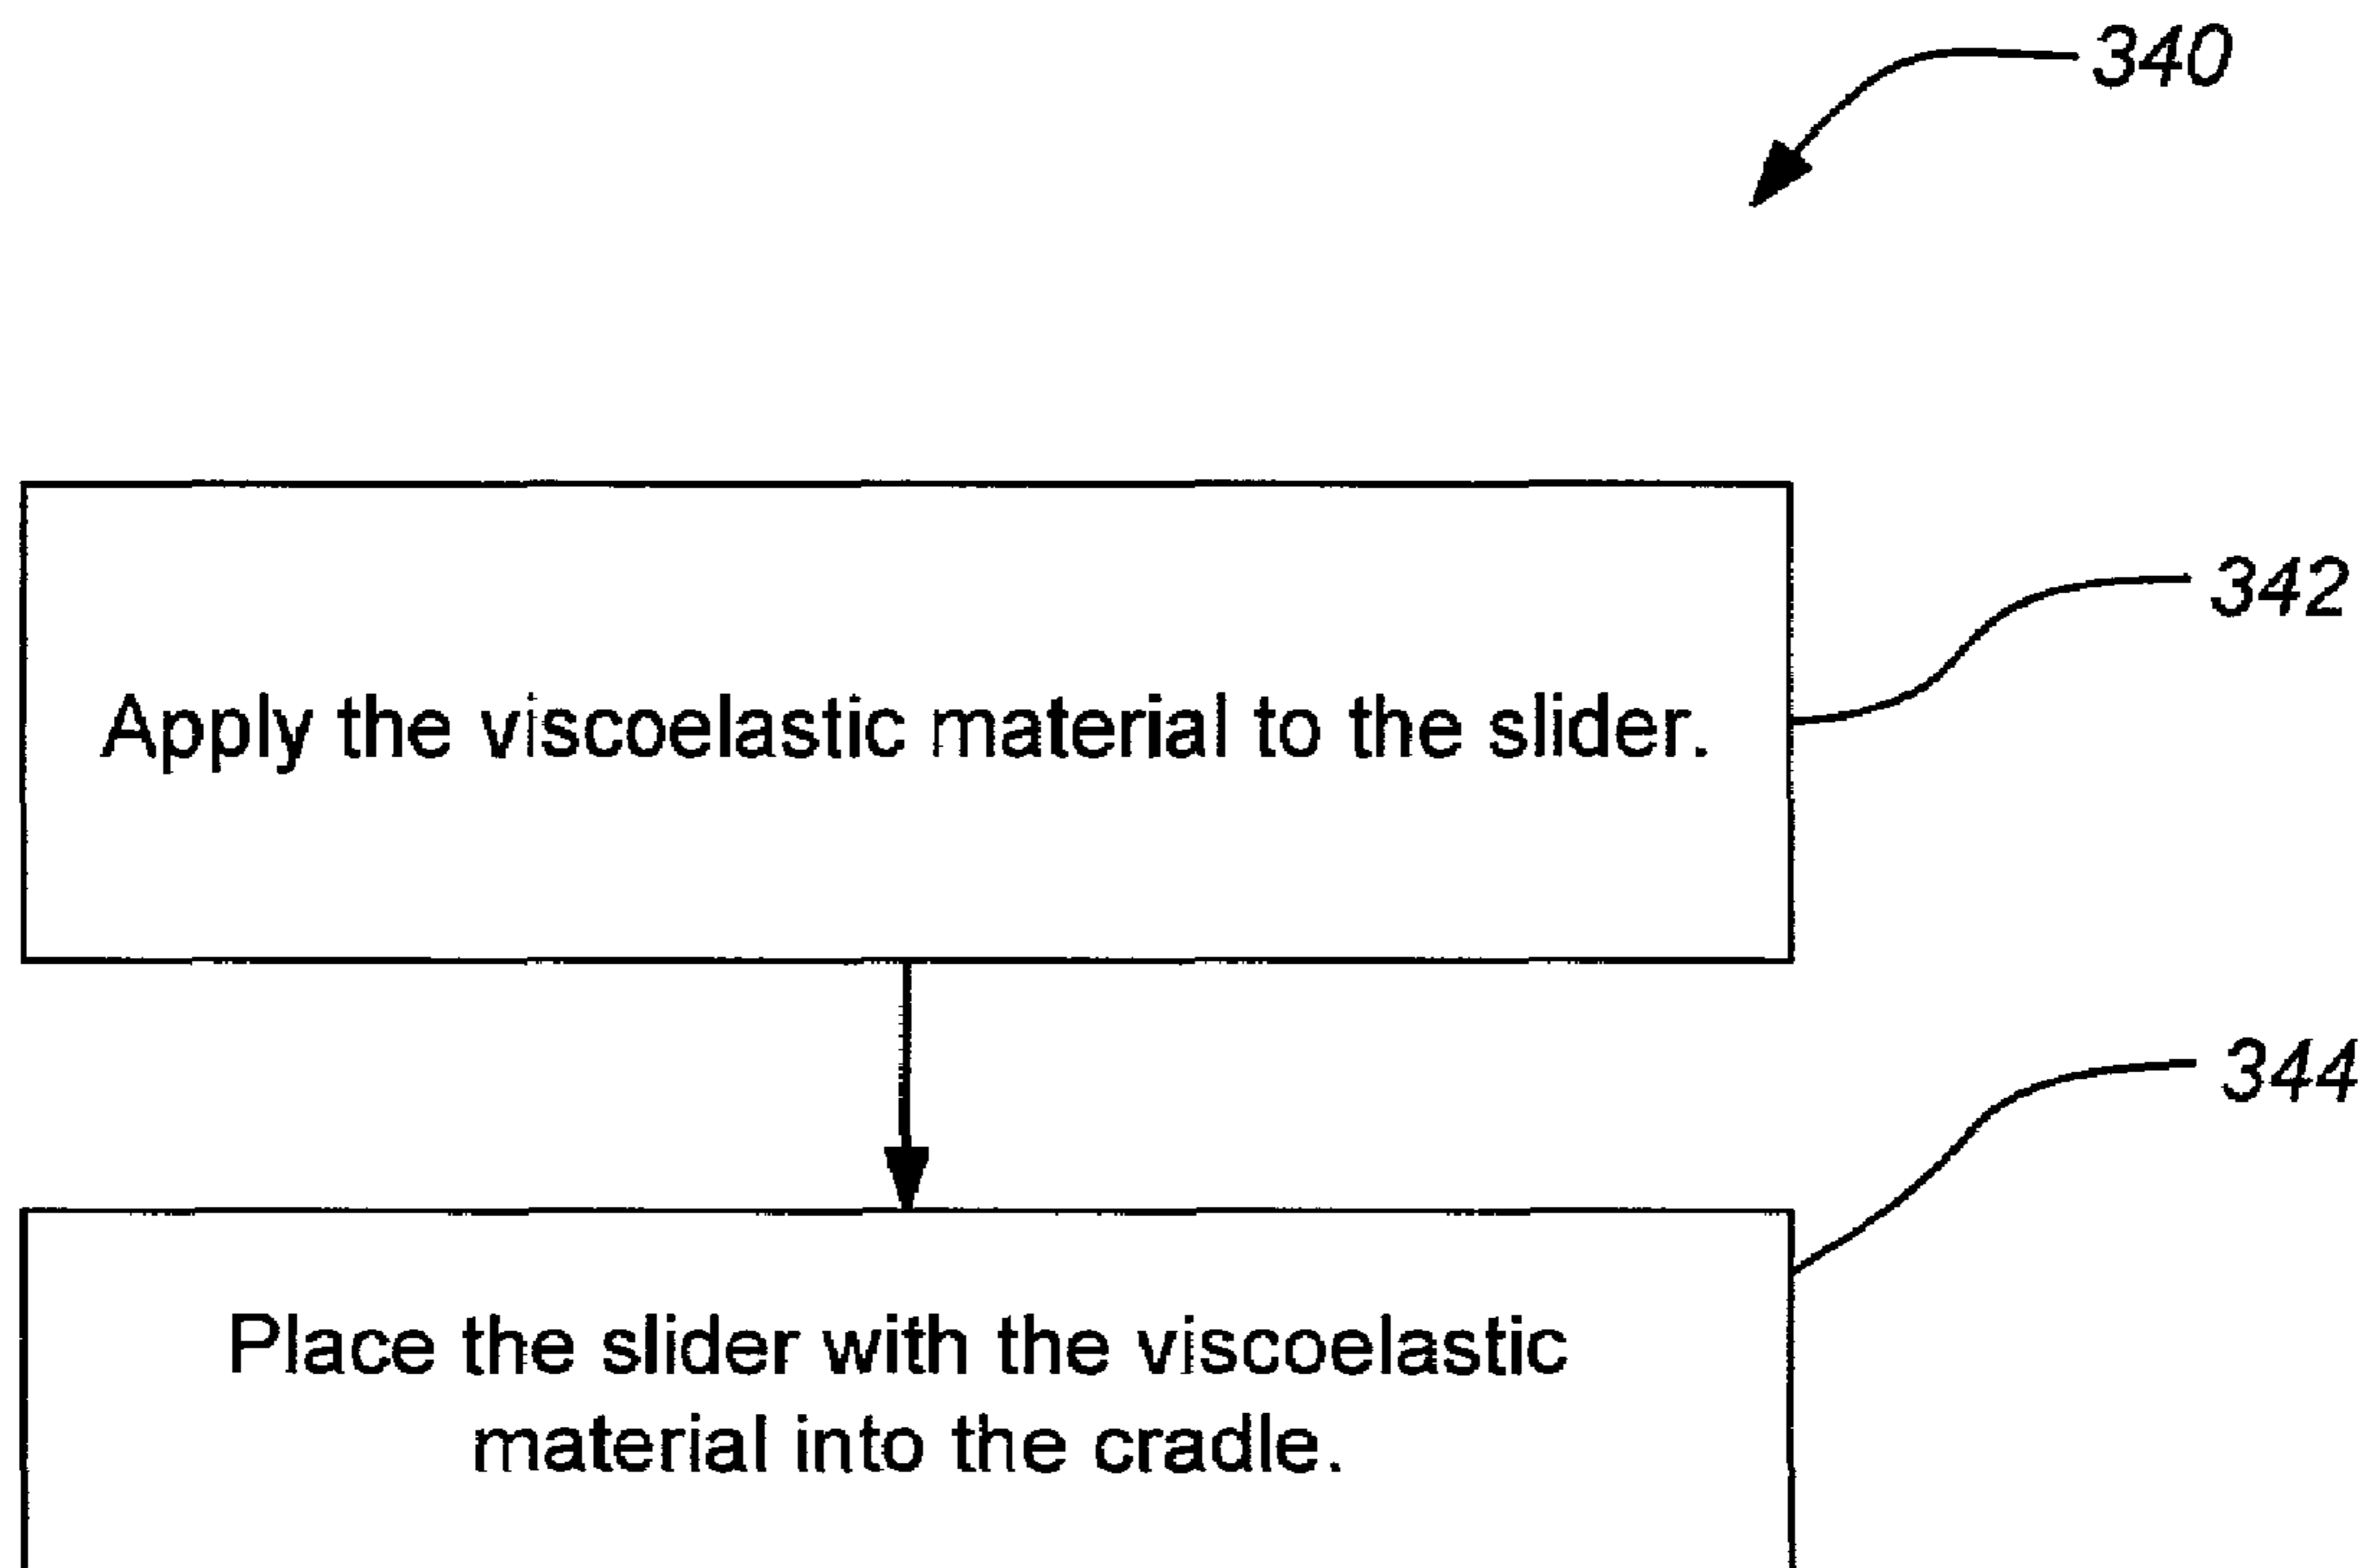 340
342
Apply the viscoelastic material to the slider.
344
Place the slider with the viscoelastic
material into the cradle.